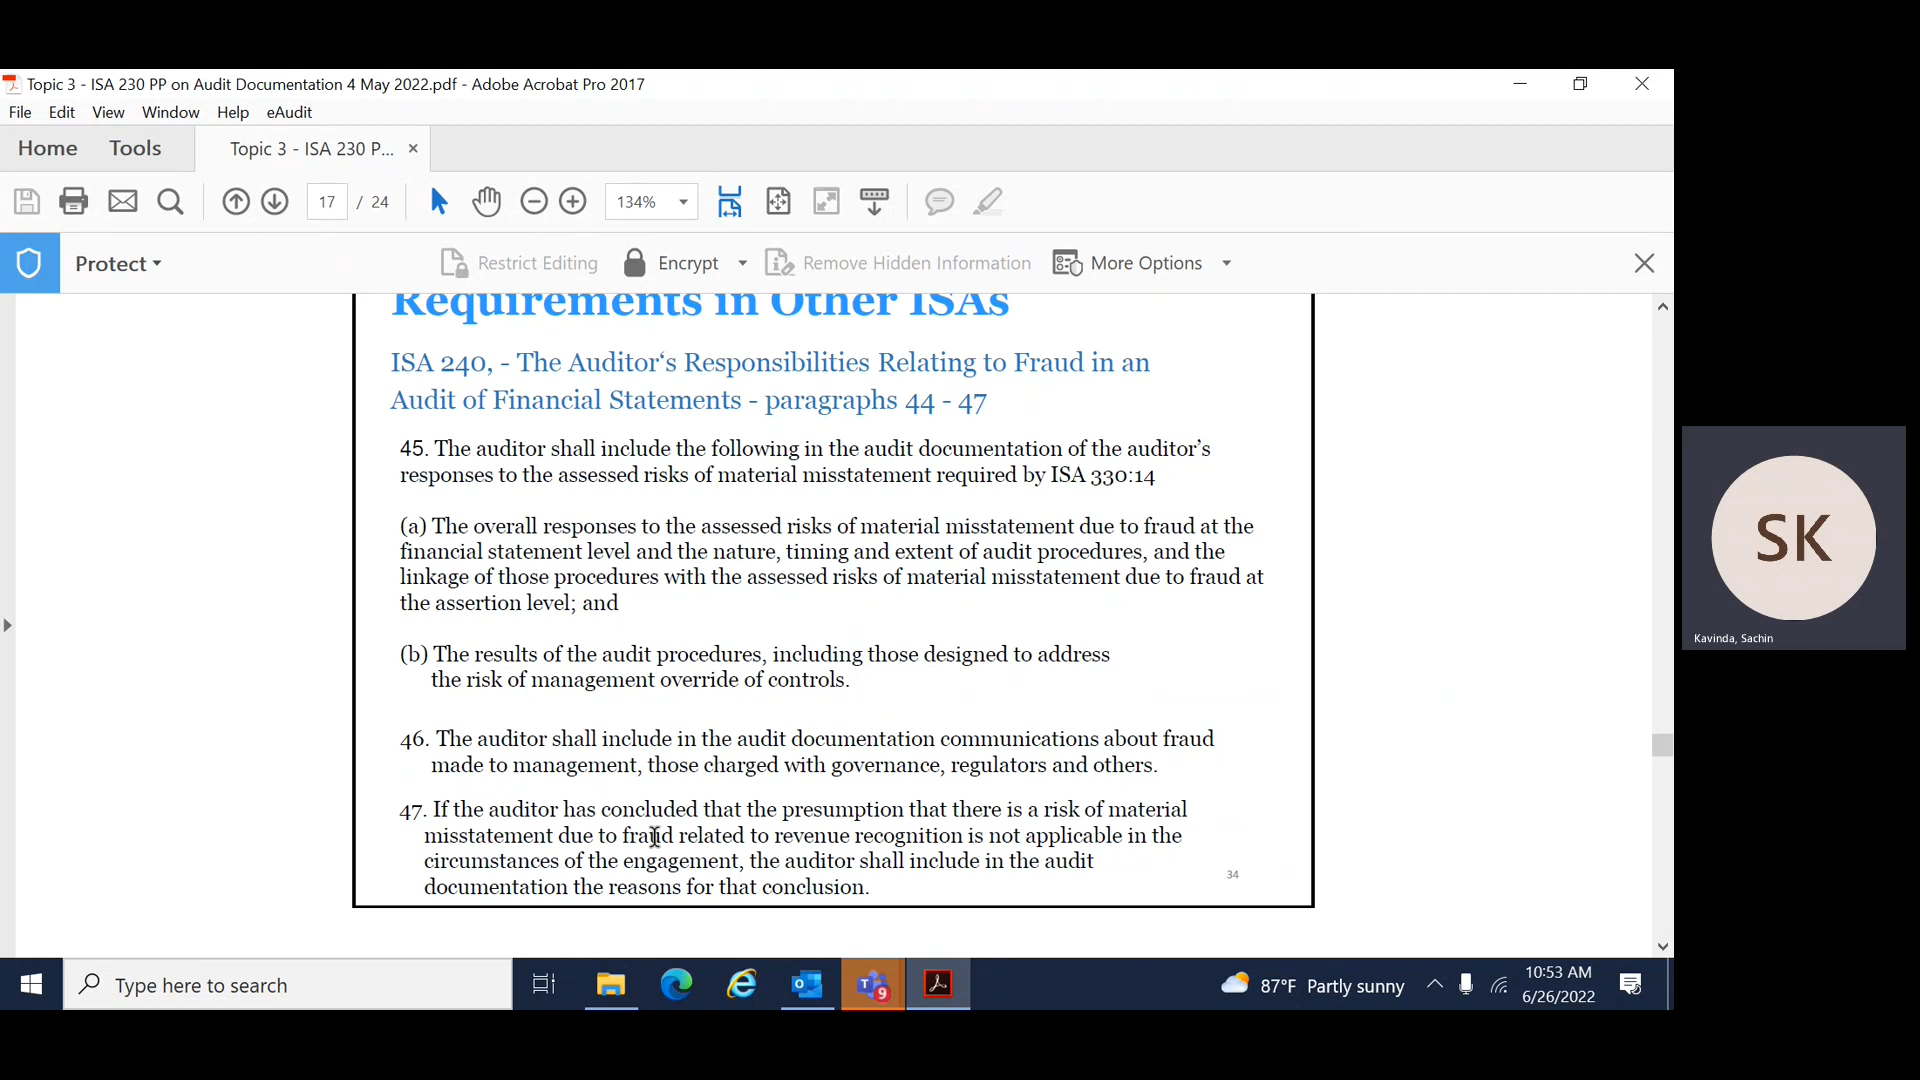 Topic 3 - ISA 230 PP on Audit Documentation 4 May 2022.pdf - Adobe Acrobat Pro 2017
File Edit View Window Help eAudit
Home Tools Topic 3 - ISA 230 P... ×
17 / 24 134%
Protect Restrict Editing Encrypt Remove Hidden Information More Options
Requirements in Other ISAs
ISA 240, - The Auditor‘s Responsibilities Relating to Fraud in an
Audit of Financial Statements - paragraphs 44 - 47
45. The auditor shall include the following in the audit documentation of the auditor’s
responses to the assessed risks of material misstatement required by ISA 330:14
(a) The overall responses to the assessed risks of material misstatement due to fraud at the
financial statement level and the nature, timing and extent of audit procedures, and the
linkage of those procedures with the assessed risks of material misstatement due to fraud at
the assertion level; and
(b) The results of the audit procedures, including those designed to address
the risk of management override of controls.
46. The auditor shall include in the audit documentation communications about fraud
made to management, those charged with governance, regulators and others.
47. If the auditor has concluded that the presumption that there is a risk of material
misstatement due to fraud related to revenue recognition is not applicable in the
circumstances of the engagement, the auditor shall include in the audit
documentation the reasons for that conclusion.
34
SK
Kavinda, Sachin
Type here to search
9
87°F Partly sunny
10:53 AM
6/26/2022